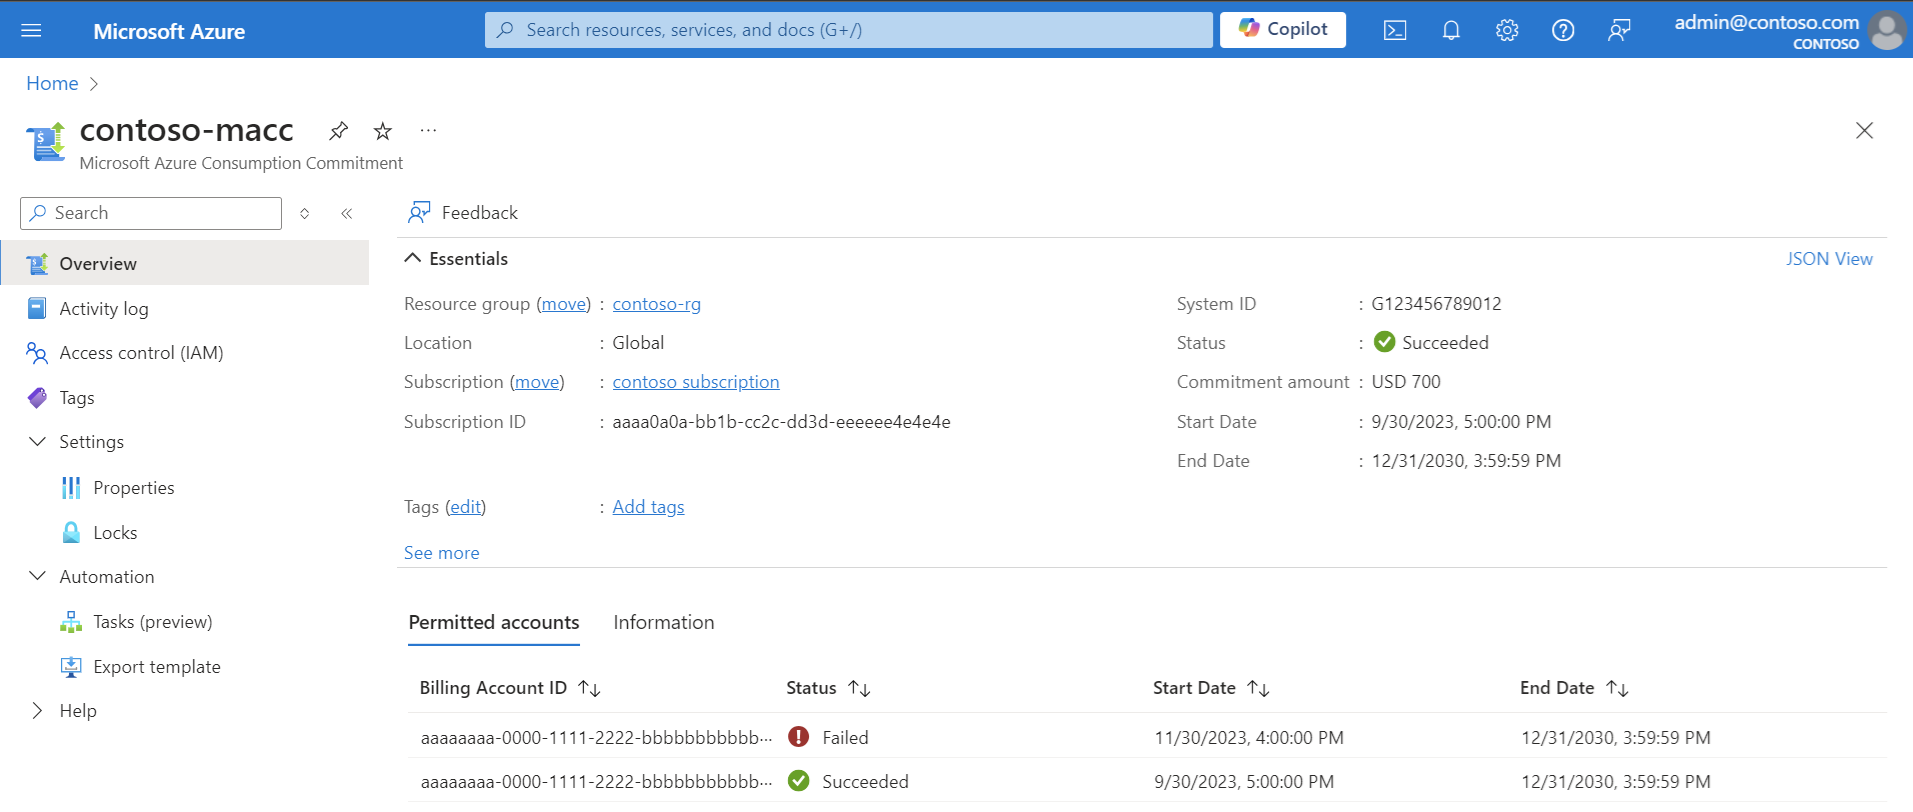 Microsoft Azure
Search resources, services, and docs (G+/)
Copilot
admin@contoso.com
CONTOSO
Home
contoso-macc
Microsoft Azure Consumption Commitment
Search
Overview
Activity log
Access control (IAM)
Tags
Settings
Properties
Locks
Automation
Tasks (preview)
Export template
Help
Feedback
Essentials
JSON View
Resource group (move) : contoso-rg
Location : Global
Subscription (move) : contoso subscription
Subscription ID : aaaa0a0a-bb1b-cc2c-dd3d-eeeeee4e4e4e
Tags (edit) : Add tags
See more
System ID : G123456789012
Status : Succeeded
Commitment amount : USD 700
Start Date : 9/30/2023, 5:00:00 PM
End Date : 12/31/2030, 3:59:59 PM
Permitted accounts Information
Billing Account ID Status Start Date End Date
aaaaaaaa-0000-1111-2222-bbbbbbbbbbbb··· Failed 11/30/2023, 4:00:00 PM 12/31/2030, 3:59:59 PM
aaaaaaaa-0000-1111-2222-bbbbbbbbbbbb··· Succeeded 9/30/2023, 5:00:00 PM 12/31/2030, 3:59:59 PM